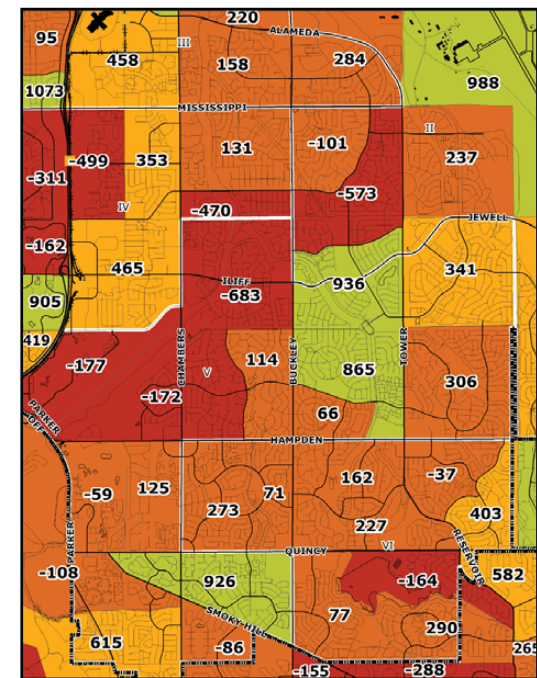 220
95
ALAMEDA
III
458
158
284
988
1073
MISSISSIPPI
II
131
-101
-499
353
237
-311
-573
IV
-470
JEWELL
-162
465
341
ILIFF
936
-683
905
419
CHAMBERS
BUCKLEY
TOWER
114
865
-177
V
306
-172
66
PARKER
OFF
HAMPDEN
162
-37
-59
125
273
71
403
227
PARKER
RESERVOIR
QUINCY
VI
-108
926
-164
582
SMOKY HILL
77
290
615
-86
265
-155
-288